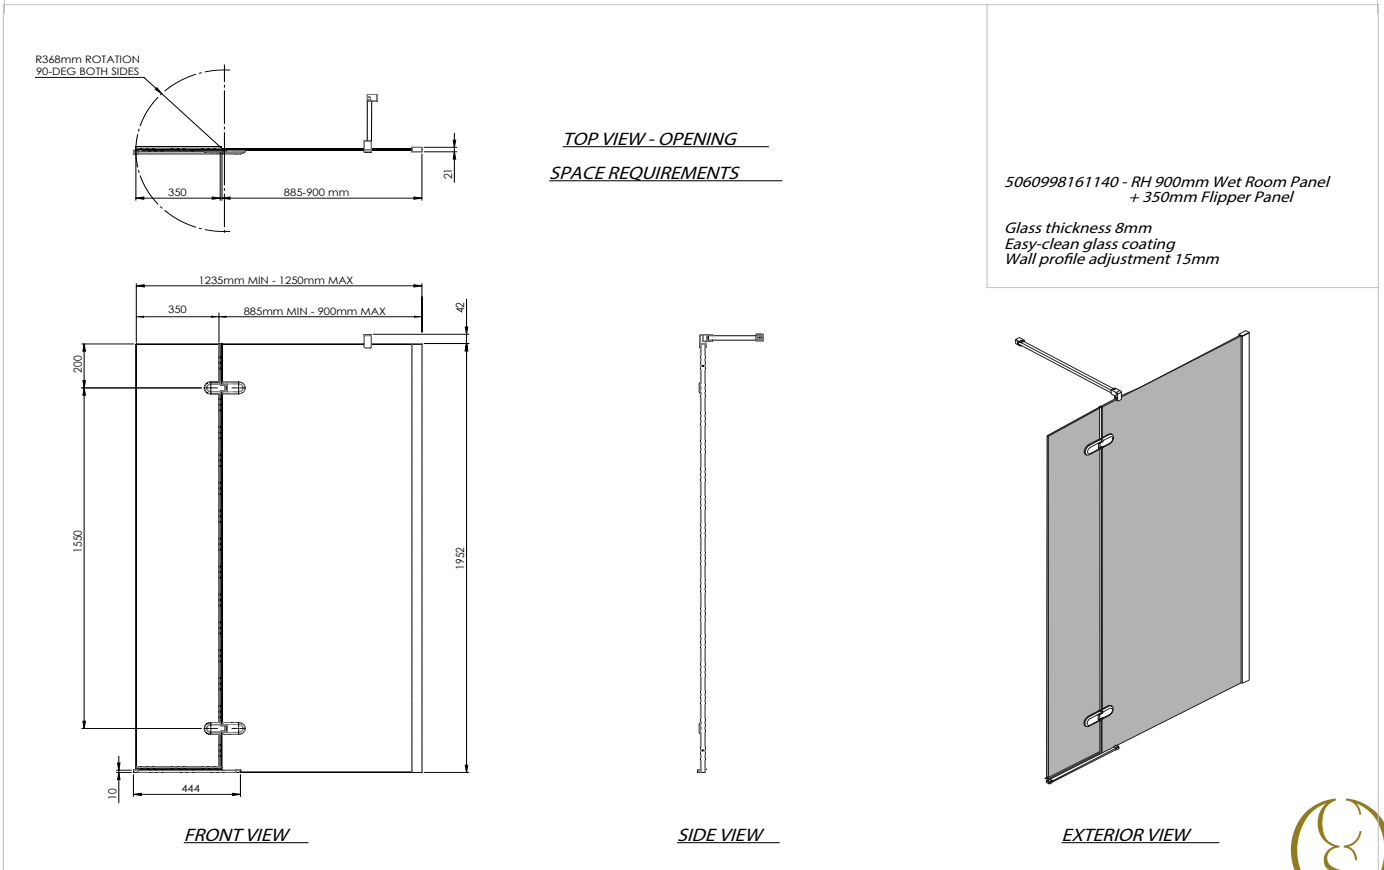 R368mm ROTATION
90-DEG BOTH SIDES
350
885-900 mm
21
TOP VIEW - OPENING
SPACE REQUIREMENTS
5060998161140 - RH 900mm Wet Room Panel
+ 350mm Flipper Panel
Glass thickness 8mm
Easy-clean glass coating
Wall profile adjustment 15mm
1235mm MIN - 1250mm MAX
350
885mm MIN - 900mm MAX
42
200
1550
1952
10
444
FRONT VIEW
SIDE VIEW
EXTERIOR VIEW